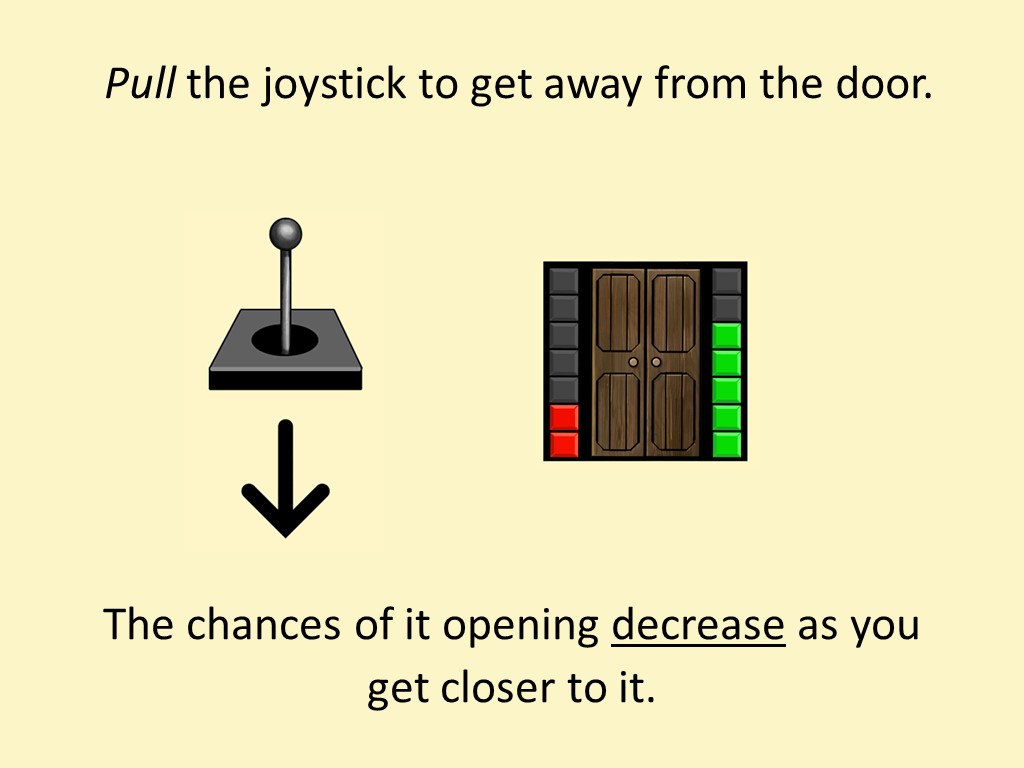 Pull the joystick to get away from the door.
The chances of it opening decrease as you
get closer to it.